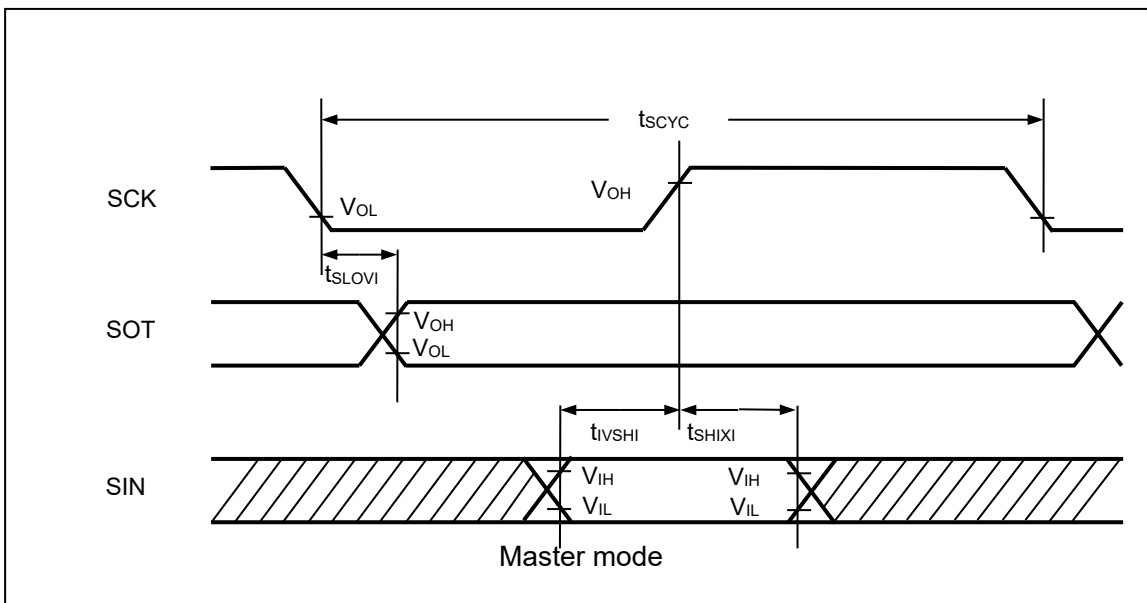 tSCYC
SCK
VOL
VOH
tSLOVI
SOT
VOH
VOL
tIVSHI
tSHIXI
SIN
VIH
VIH
VIL
VIL
Master mode